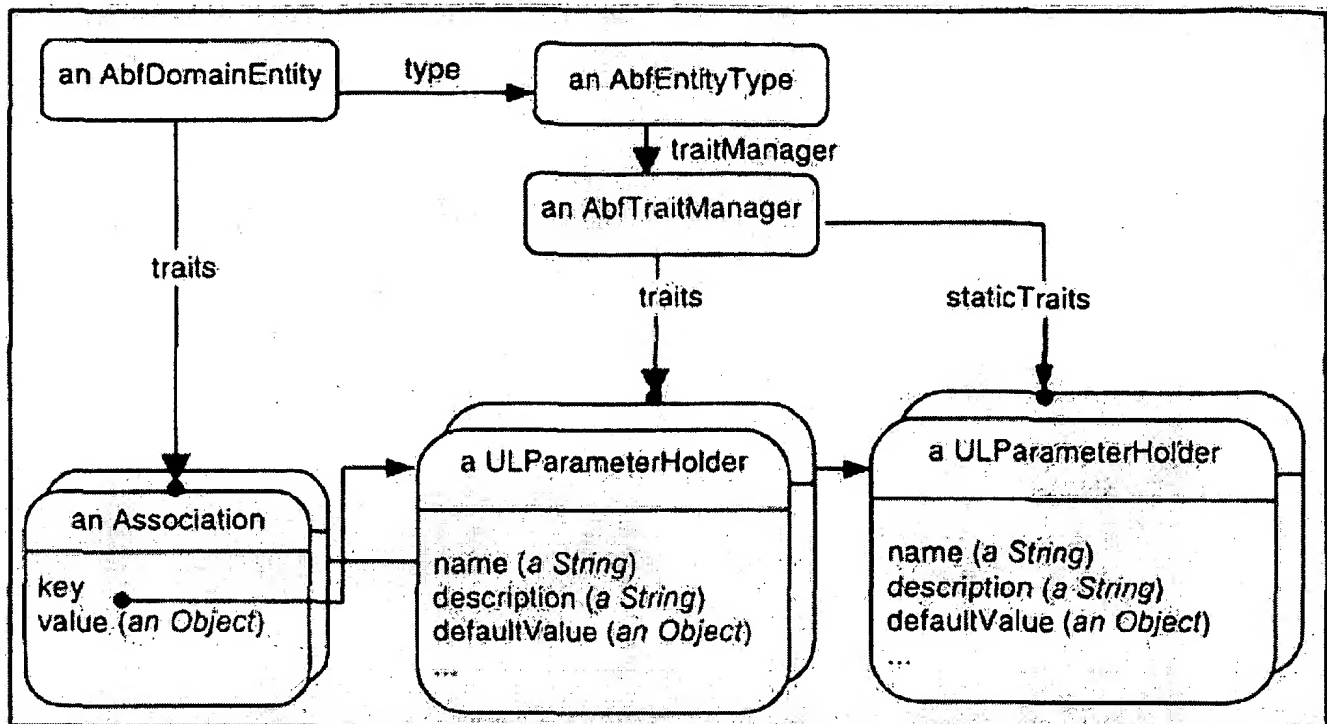 an AbfDomainEntity
type
an AbfEntityType
traitManager
an AbfTraitManager
traits
traits
staticTraits
an Association
key
value (an Object)
a ULParameterHolder
name (a String)
description (a String)
defaultValue (an Object)
...
a ULParameterHolder
name (a String)
description (a String)
defaultValue (an Object)
...